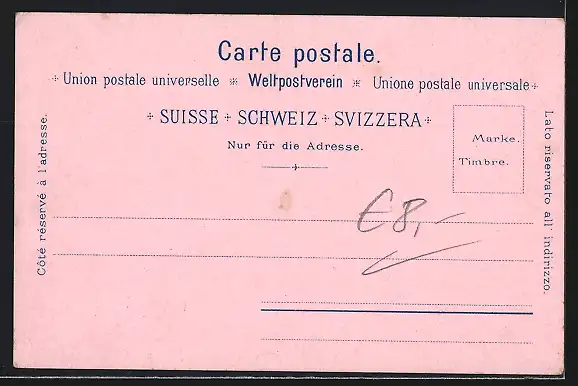 Carte postale.
Union postale universelle Weltpostverein Unione postale universale
SUISSE + SCHWEIZ + SVIZZERA
Nur für die Adresse.
Marke.
Timbre.
Côté réservé à l'adresse.
Lato riservato all' indirizzo.
€ 8,-